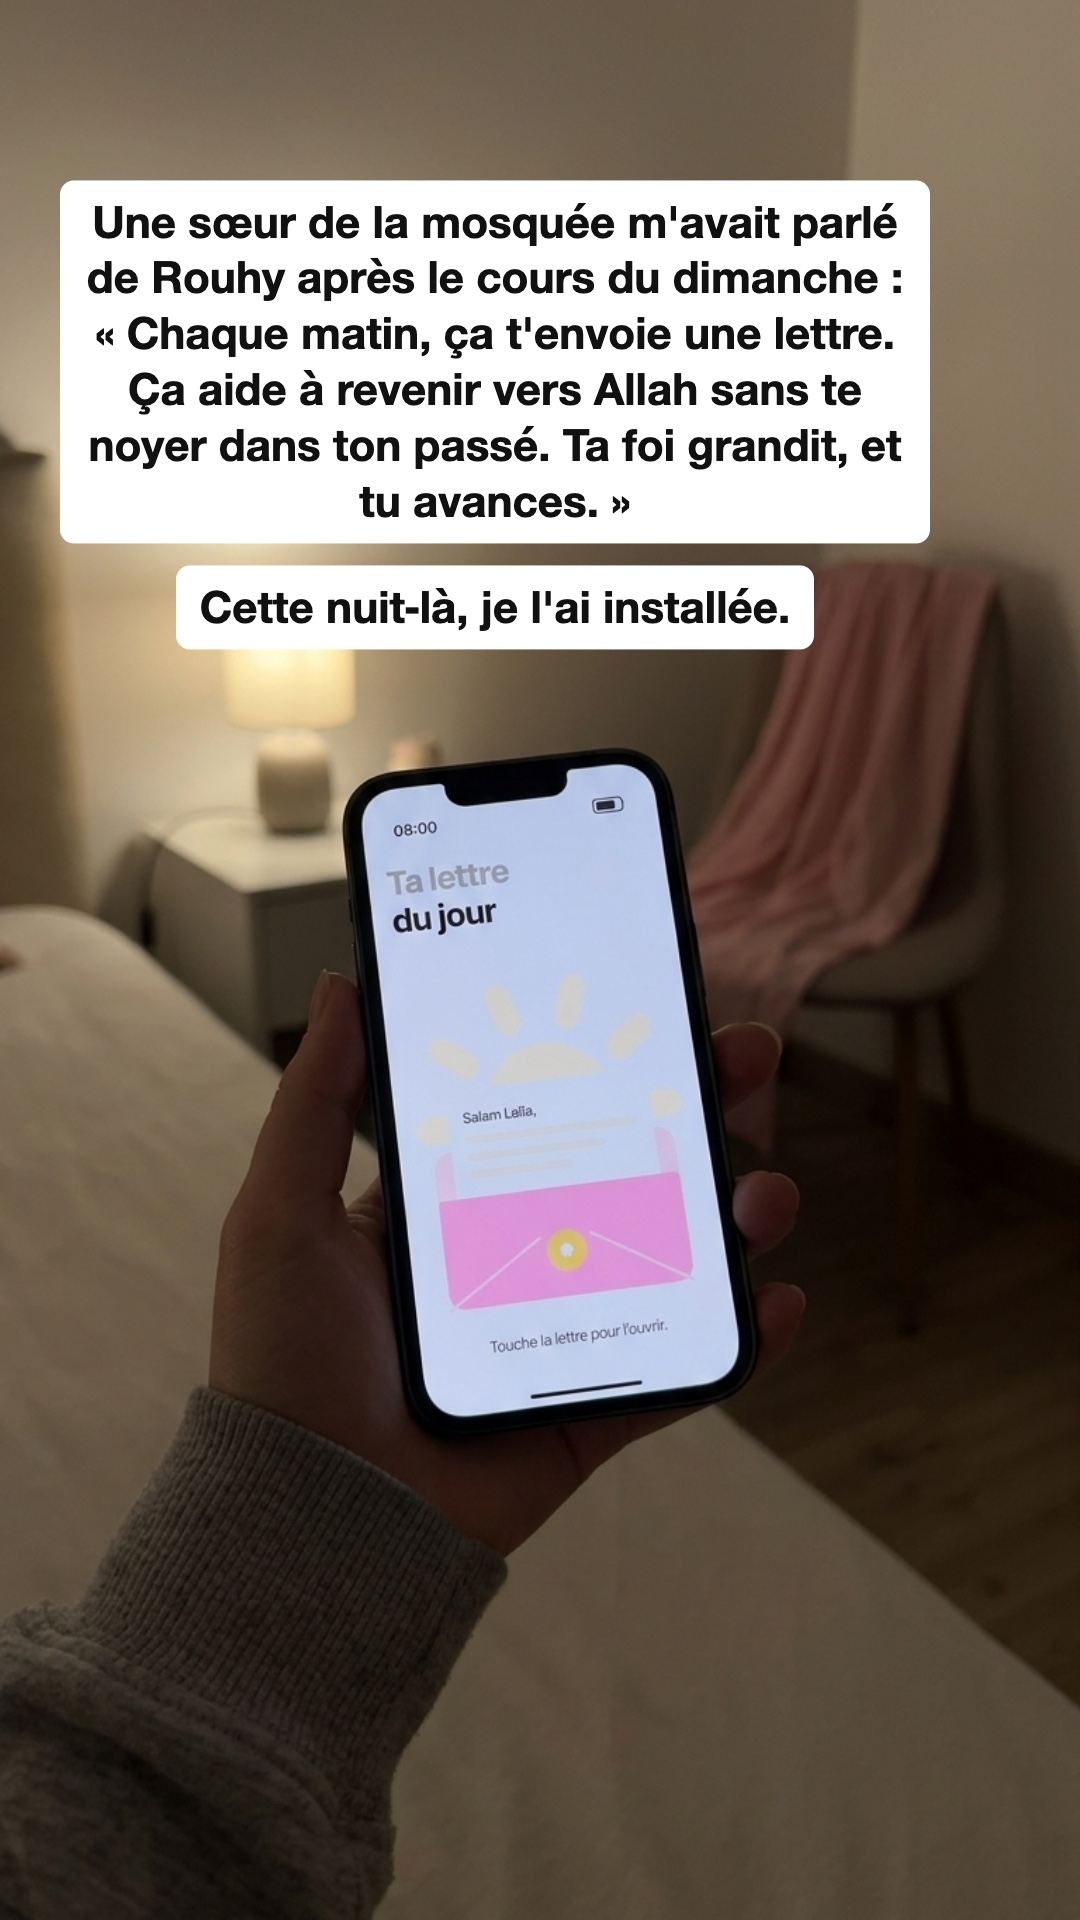 Une sœur de la mosquée m'avait parlé
de Rouhy après le cours du dimanche :
« Chaque matin, ça t'envoie une lettre.
Ça aide à revenir vers Allah sans te
noyer dans ton passé. Ta foi grandit, et
tu avances. »
Cette nuit-là, je l'ai installée.
08:00
Ta lettre
du jour
Salam
Touche la lettre pour l'ouvrir.